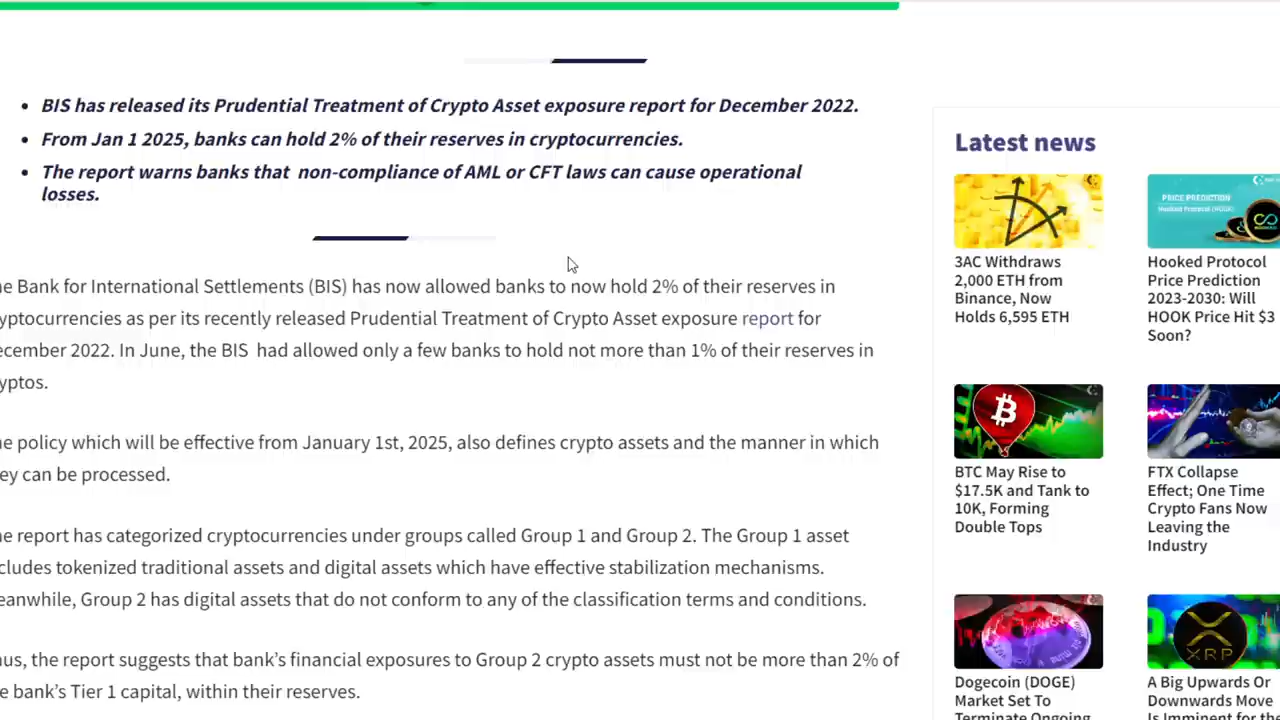 BIS has released its Prudential Treatment of Crypto Asset exposure report for December 2022.
From Jan 1 2025, banks can hold 2% of their reserves in cryptocurrencies.
The report warns banks that non-compliance of AML or CFT laws can cause operational
losses.
he Bank for International Settlements (BIS) has now allowed banks to now hold 2% of their reserves in
yptocurrencies as per its recently released Prudential Treatment of Crypto Asset exposure report for
ecember 2022. In June, the BIS had allowed only a few banks to hold not more than 1% of their reserves in
yptos.
he policy which will be effective from January 1st, 2025, also defines crypto assets and the manner in which
ey can be processed.
he report has categorized cryptocurrencies under groups called Group 1 and Group 2. The Group 1 asset
cludes tokenized traditional assets and digital assets which have effective stabilization mechanisms.
eanwhile, Group 2 has digital assets that do not conform to any of the classification terms and conditions.
us, the report suggests that bank's financial exposures to Group 2 crypto assets must not be more than 2% of
e bank's Tier 1 capital, within their reserves.
Latest news
3AC Withdraws
2,000 ETH from
Binance, Now
Holds 6,595 ETH
PRICE PREDICTION
Hooked Protocol (HOOK)
Hooked Protocol
Price Prediction
2023-2030: Will
HOOK Price Hit $3
Soon?
BTC May Rise to
$17.5K and Tank to
10K, Forming
Double Tops
FTX Collapse
Effect; One Time
Crypto Fans Now
Leaving the
Industry
Dogecoin (DOGE)
Market Set To
Terminate Ongoing
XRP
A Big Upwards Or
Downwards Move
Is Imminent for the